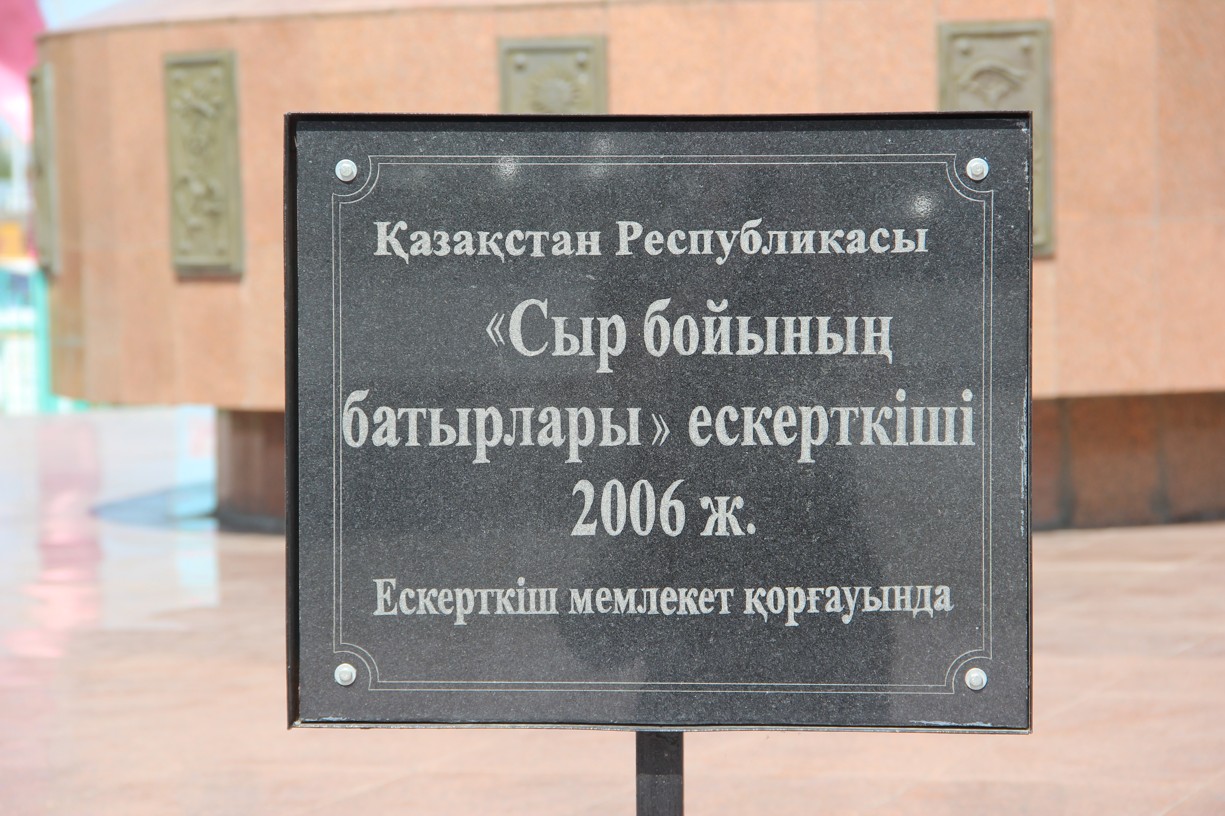 Қазақстан Республикасы
«Сыр бойының
батырлары» ескерткіші
2006 ж.
Ескерткіш мемлекет қорғауында